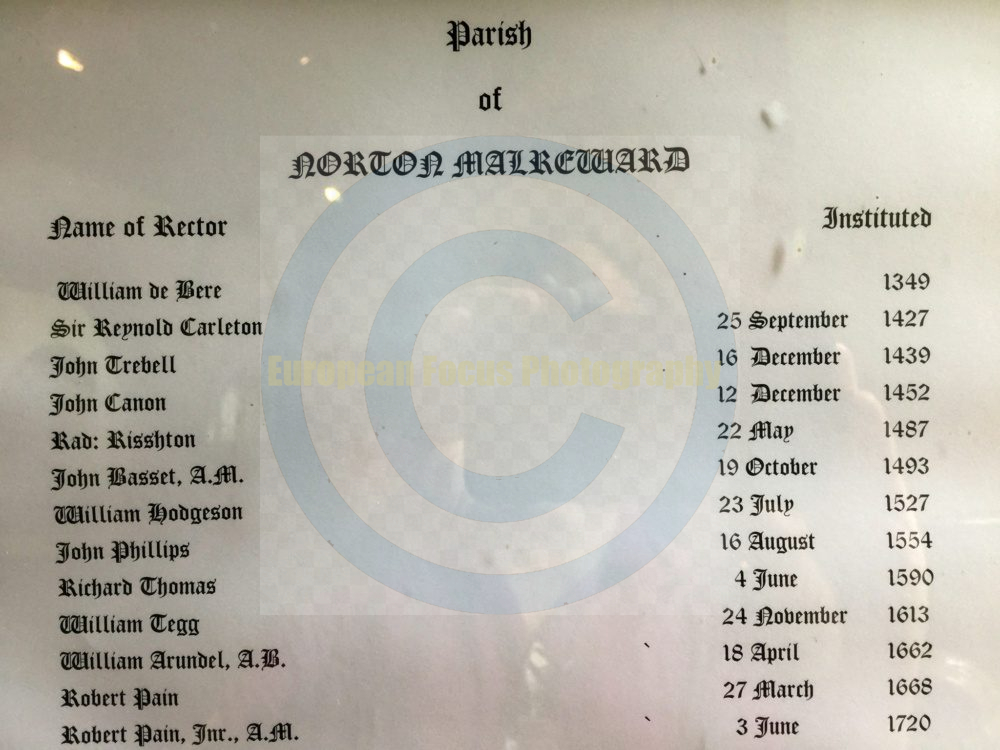 Parish
of
NORTON MALREWARD
Name of Rector Instituted
William de Bere 1349
Sir Reynold Carleton 25 September 1427
John Trebell 16 December 1439
John Canon 12 December 1452
Rad: Risshton 22 May 1487
John Basset, A.M. 19 October 1493
William Hodgeson 23 July 1527
John Phillips 16 August 1554
Richard Thomas 4 June 1590
William Tegg 24 November 1613
William Arundel, A.B. 18 April 1662
Robert Pain 27 March 1668
Robert Pain, Jnr., A.M. 3 June 1720
©
European Focus Photography